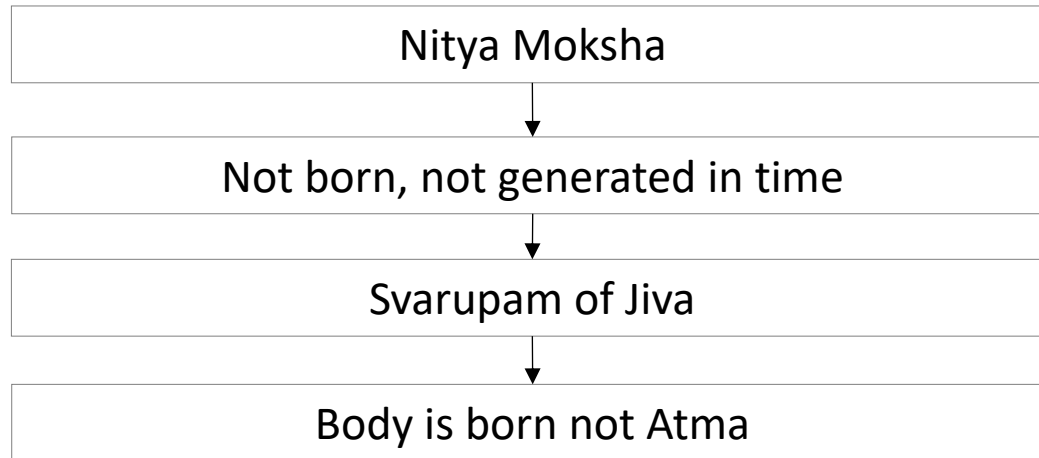 Nitya Moksha
Not born, not generated in time
Svarupam of Jiva
Body is born not Atma